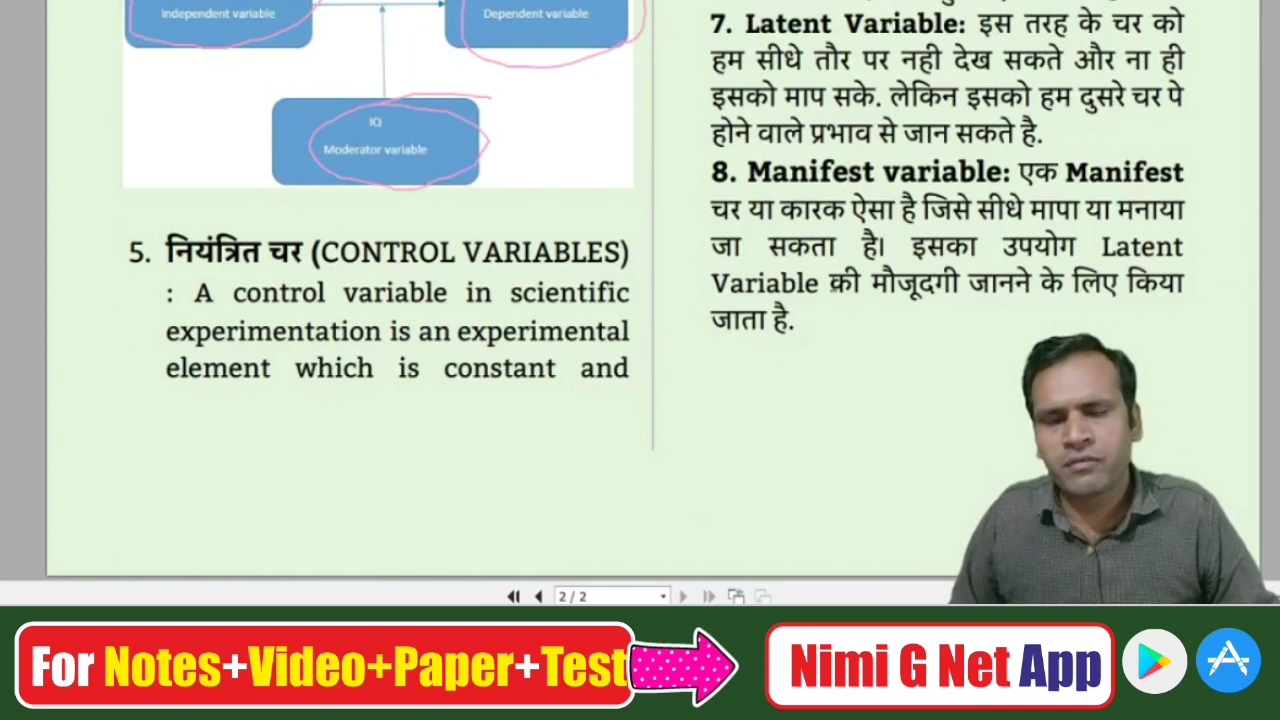 Independent variable
Dependent variable
IQ
Moderator variable
5. नियंत्रित चर (CONTROL VARIABLES)
: A control variable in scientific
experimentation is an experimental
element which is constant and
7. Latent Variable: इस तरह के चर को
हम सीधे तौर पर नही देख सकते और ना ही
इसको माप सके. लेकिन इसको हम दुसरे चर पे
होने वाले प्रभाव से जान सकते है.
8. Manifest variable: एक Manifest
चर या कारक ऐसा है जिसे सीधे मापा या मनाया
जा सकता है। इसका उपयोग Latent
Variable की मौजूदगी जानने के लिए किया
जाता है.
2 / 2
For Notes+Video+Paper+Test
Nimi G Net App